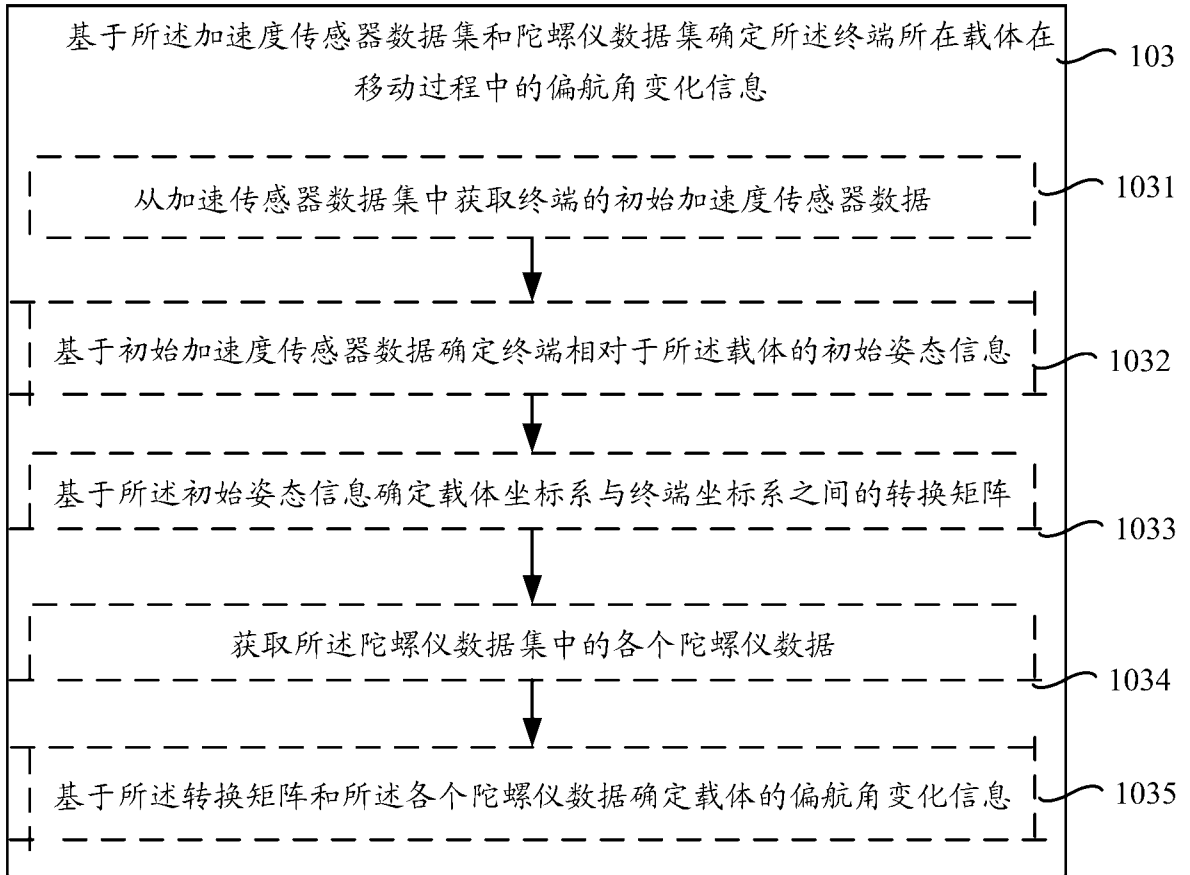 基于所述加速度传感器数据集和陀螺仪数据集确定所述终端所在载体在
103
移动过程中的偏航角变化信息
从加速传感器数据集中获取终端的初始加速度传感器数据
1031
基于初始加速度传感器数据确定终端相对于所述载体的初始姿态信息
1032
基于所述初始姿态信息确定载体坐标系与终端坐标系之间的转换矩阵
1033
获取所述陀螺仪数据集中的各个陀螺仪数据
1034
基于所述转换矩阵和所述各个陀螺仪数据确定载体的偏航角变化信息
1035